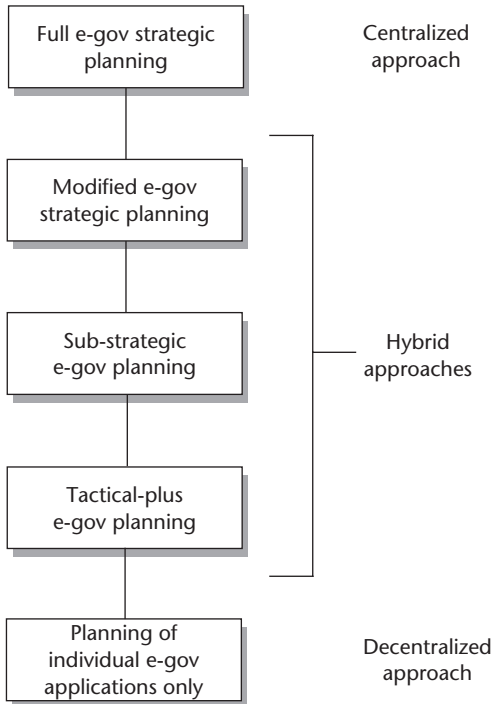 Full e-gov strategic
planning
Centralized
approach
Modified e-gov
strategic planning
Sub-strategic
e-gov planning
Hybrid
approaches
Tactical-plus
e-gov planning
Planning of
individual e-gov
applications only
Decentralized
approach